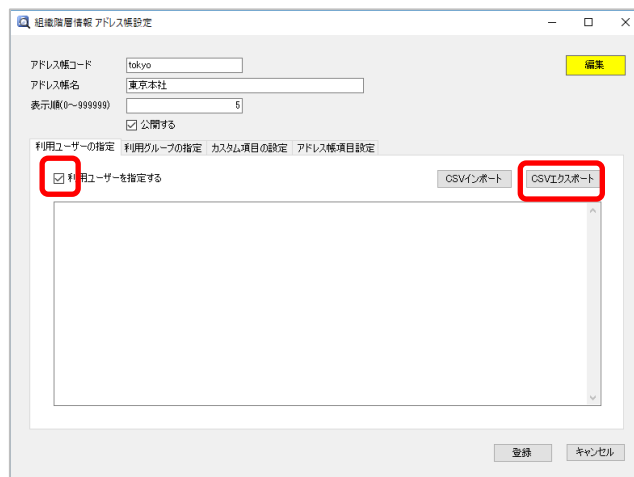 組織階層情報 アドレス帳設定
アドレス帳コード tokyo 編集
アドレス帳名 東京本社
表示順(0～999999) 5
公開する
利用ユーザーの指定 利用グループの指定 カスタム項目の設定 アドレス帳項目設定
利用ユーザーを指定する CSVインポート CSVエクスポート
登録 キャンセル